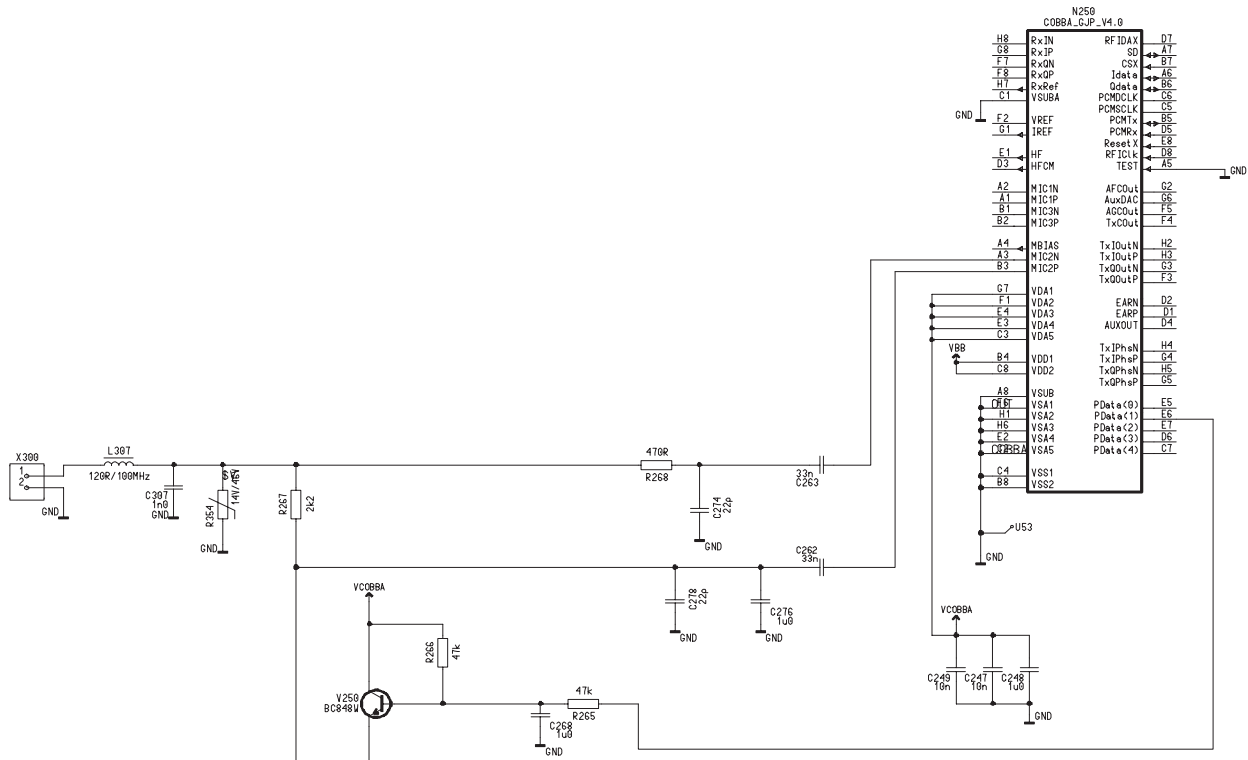 N250
COBBA_GJP_V4.0
H8 RxIN RFIDAX D7
G8 RxIP SD A7
F7 RxQN CSX B7
F8 RxQP Idata A6
H7 RxRef Qdata B6
C1 VSUBA PCMDCLK C6
PCMSCLK C5
GND
F2 VREF PCMTx B5
G1 IREF PCMRx D5
ResetX E8
E1 HF RFIClk D8
D3 HFCM TEST A5
GND
A2 MIC1N AFCOut G2
A1 MIC1P AuxDAC G6
B1 MIC3N AGCOut F5
B2 MIC3P TxCOut F4
A4 MBIAS TxIOutN H2
A3 MIC2N TxIOutP H3
B3 MIC2P TxQOutN G3
TxQOutP F3
G7 VDA1
F1 VDA2 EARN D2
E4 VDA3 EARP D1
E3 VDA4 AUXOUT D4
C3 VDA5
VBB
TxIPhsN H4
B4 VDD1 TxIPhsP G4
C8 VDD2 TxQPhsN H5
TxQPhsP G5
A8 VSUB
VSA1 PData(0) E5
H1 VSA2 PData(1) E6
H6 VSA3 PData(2) E7
E2 VSA4 PData(3) D6
VSA5 PData(4) C7
C4 VSS1
B8 VSS2
U53
GND
X300
1
2
GND
L307
120R/100MHz
C307
1n0
GND
R354
14V/46V
GND
R267
2k2
470R
R268
C274
22p
GND
33n
C263
C262
33n
C278
22p
GND
C276
1u0
GND
VCOBBA
R266
47k
V250
BC848W
C268
1u0
GND
47k
R265
VCOBBA
C249
10n
C247
10n
C248
1u0
GND